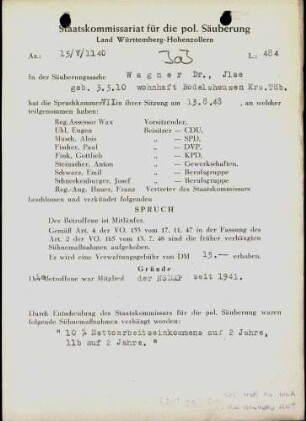 Staatskommissariat für die pol. Säuberung
Land Württemberg-Hohenzollern
Az.: 15/V/1140
L.: 484
In der Säuberungssache Wagner Dr., Jlse
geb. 3.5.10 wohnhaft Bodelshausen Krs.Tüb.
hat die Spruchkammer VII in ihrer Sitzung am 13.8.48, an welcher
teilgenommen haben:
Reg.Assessor Wax Vorsitzender,
Uhl, Eugen Beisitzer — CDU,
Mosch, Alois „ — SPD,
Fischer, Paul „ — DVP,
Fink, Gottlieb „ — KPD,
Steimacher, Anton „ — Gewerkschaften,
Schwarz, Emil „ — Berufsgruppe
Schneckenburger, Josef „ — Berufsgruppe
Reg.-Ang. Hauer, Franz Vertreter des Staatskommissars
beschlossen und verkündet folgenden
SPRUCH
Der Betroffene ist Mitläufer.
Gemäß Art. 4 der VO. 133 vom 17. 11. 47 in der Fassung des
Art. 2 der VO. 165 vom 13. 7. 48 sind die früher verhängten
Sühnemaßnahmen aufgehoben.
Es wird eine Verwaltungsgebühr von DM 15.— erhoben.
Gründe
Betroffene war Mitglied der NSDAP seit 1941.
Durch Entscheidung des Staatskommissars für die pol. Säuberung waren
folgende Sühnemaßnahmen verhängt worden:
" 10 % Nettoarbeitseinkommens auf 2 Jahre,
11b auf 2 Jahre. "